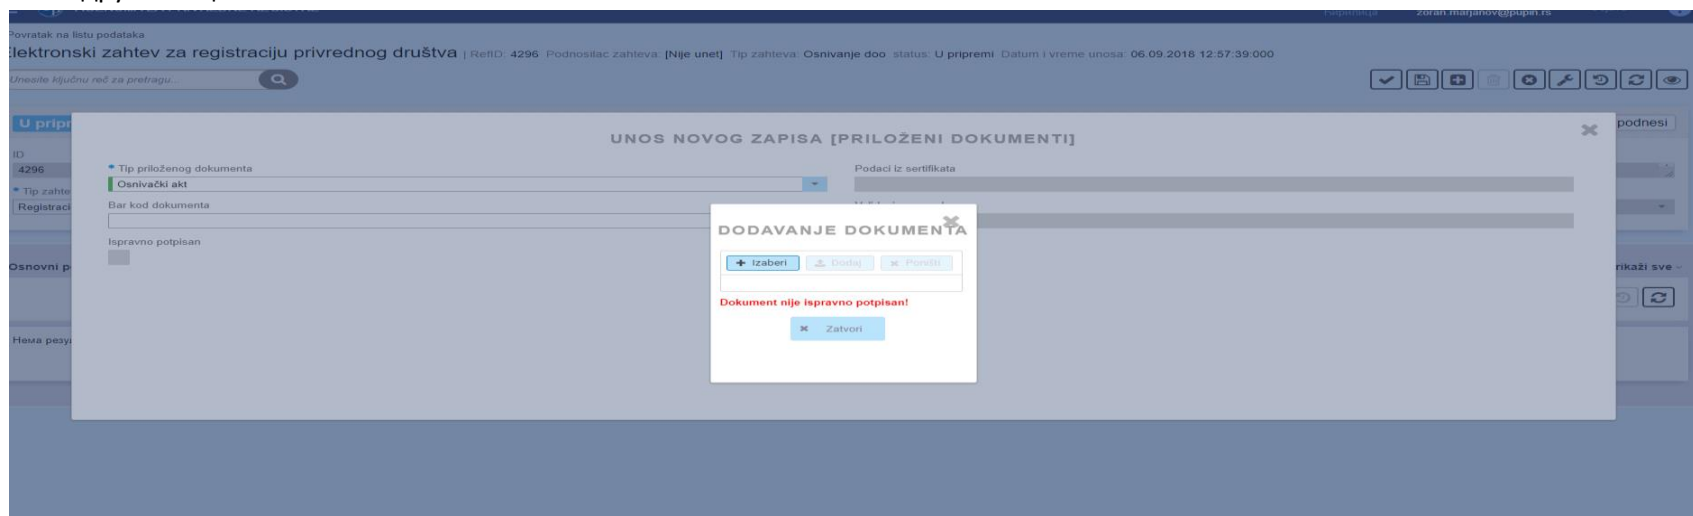 zoran.marjanov@pupin.rs
Povratak na listu podataka
Elektronski zahtev za registraciju privrednog društva | RefID: 4296 Podnosilac zahteva: [Nije unet] Tip zahteva: Osnivanje doo status: U pripremi Datum i vreme unosa: 06.09.2018 12:57:39:000
Unesite ključnu reč za pretragu...
U pripr
podnesi
UNOS NOVOG ZAPISA [PRILOŽENI DOKUMENTI]
ID
4296
* Tip priloženog dokumenta
Podaci iz sertifikata
Osnivački akt
* Tip zahte
Registraci
Bar kod dokumenta
DODAVANJE DOKUMENTA
Ispravno potpisan
Izaberi Dodaj Poništi
Osnovni p
rikaži sve
Dokument nije ispravno potpisan!
Zatvori
Нема резу